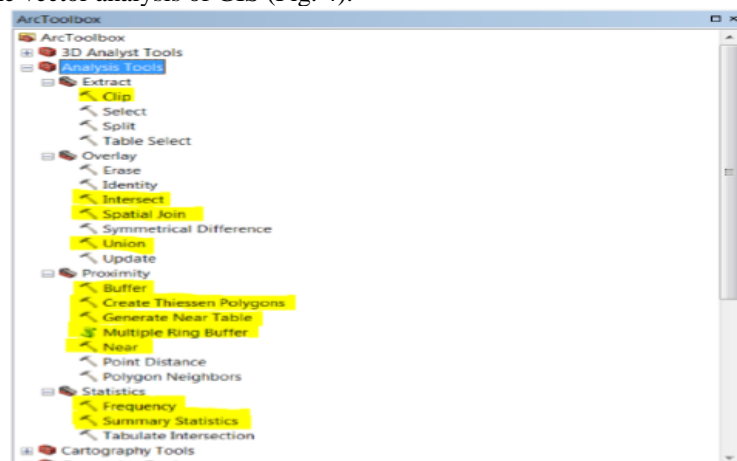 vector analysis of GIS (Fig. 4).
ArcToolbox
ArcToolbox
3D Analyst Tools
Analysis Tools
Extract
Clip
Select
Split
Table Select
Overlay
Erase
Identity
Intersect
Spatial Join
Symmetrical Difference
Union
Update
Proximity
Buffer
Create Thiessen Polygons
Generate Near Table
Multiple Ring Buffer
Near
Point Distance
Polygon Neighbors
Statistics
Frequency
Summary Statistics
Tabulate Intersection
Cartography Tools